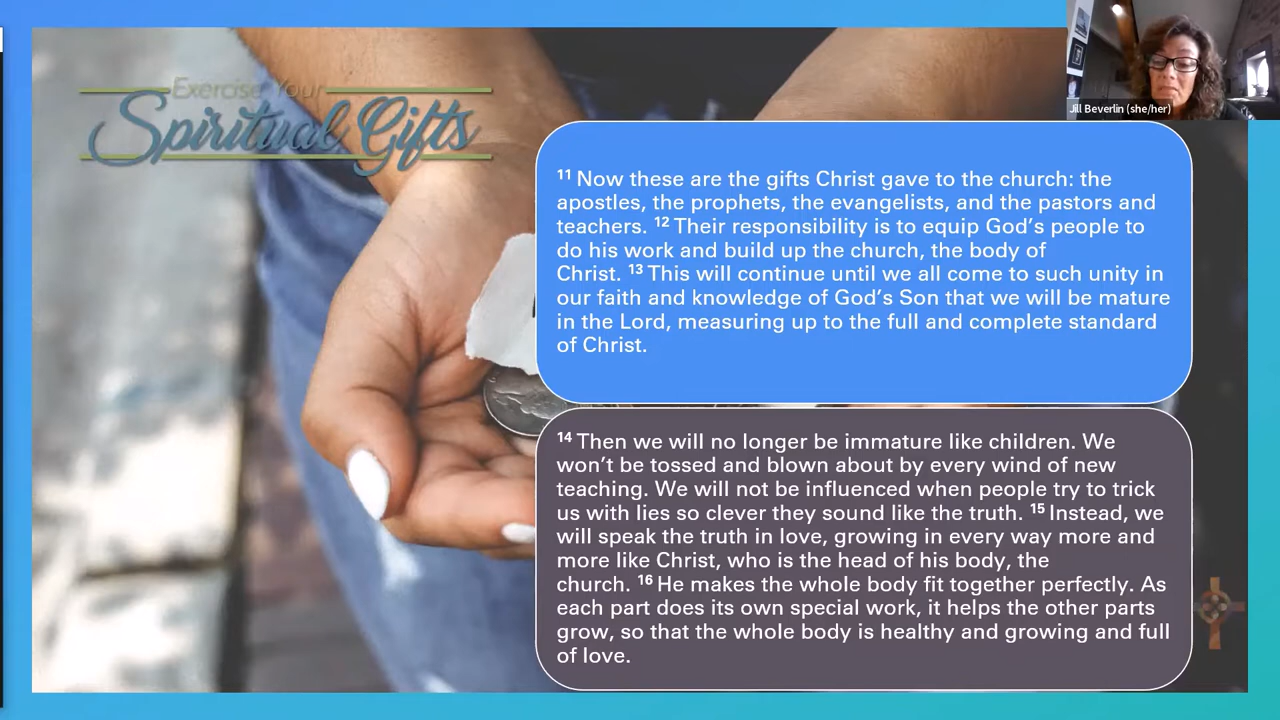 Exercise Your
Spiritual Gifts
Jill Beverlin (she/her)
11 Now these are the gifts Christ gave to the church: the
apostles, the prophets, the evangelists, and the pastors and
teachers. 12 Their responsibility is to equip God’s people to
do his work and build up the church, the body of
Christ. 13 This will continue until we all come to such unity in
our faith and knowledge of God’s Son that we will be mature
in the Lord, measuring up to the full and complete standard
of Christ.
14 Then we will no longer be immature like children. We
won’t be tossed and blown about by every wind of new
teaching. We will not be influenced when people try to trick
us with lies so clever they sound like the truth. 15 Instead, we
will speak the truth in love, growing in every way more and
more like Christ, who is the head of his body, the
church. 16 He makes the whole body fit together perfectly. As
each part does its own special work, it helps the other parts
grow, so that the whole body is healthy and growing and full
of love.